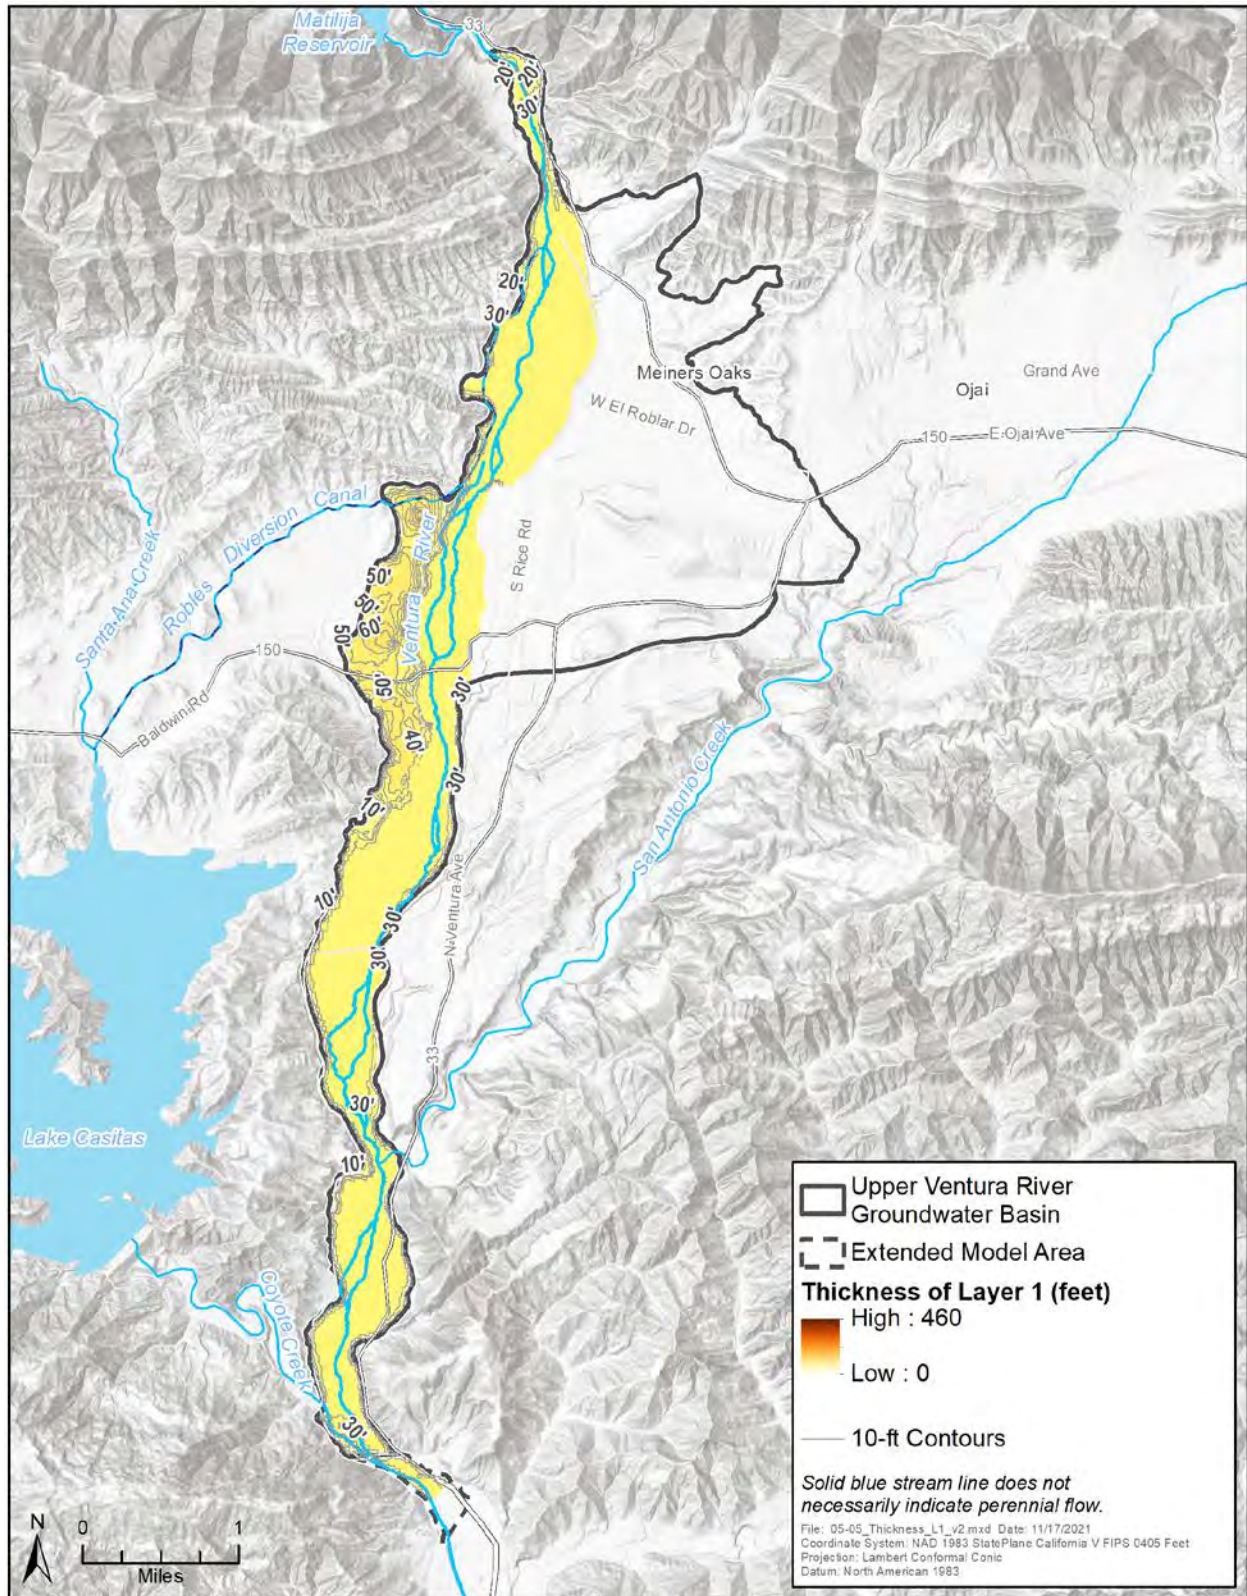 Matilija
Reservoir
33
20'
20'
30'
20'
30'
Meiners Oaks
Ojai
Grand Ave
W El Roblar Dr
150
E Ojai Ave
Robles Diversion Canal
Ventura River
S Rice Rd
Santa Ana Creek
50'
50'
60'
50'
150
50'
30'
Baldwin Rd
40'
San Antonio Creek
30'
10'
N Ventura Ave
10'
30'
30'
33
30'
Lake Casitas
10'
Coyote Creek
30'
Upper Ventura River
Groundwater Basin
Extended Model Area
Thickness of Layer 1 (feet)
High : 460
Low : 0
10-ft Contours
Solid blue stream line does not
necessarily indicate perennial flow.
File: 05-05_Thickness_L1_v2.mxd Date: 11/17/2021
Coordinate System: NAD 1983 StatePlane California V FIPS 0405 Feet
Projection: Lambert Conformal Conic
Datum: North American 1983
N
0 1
Miles